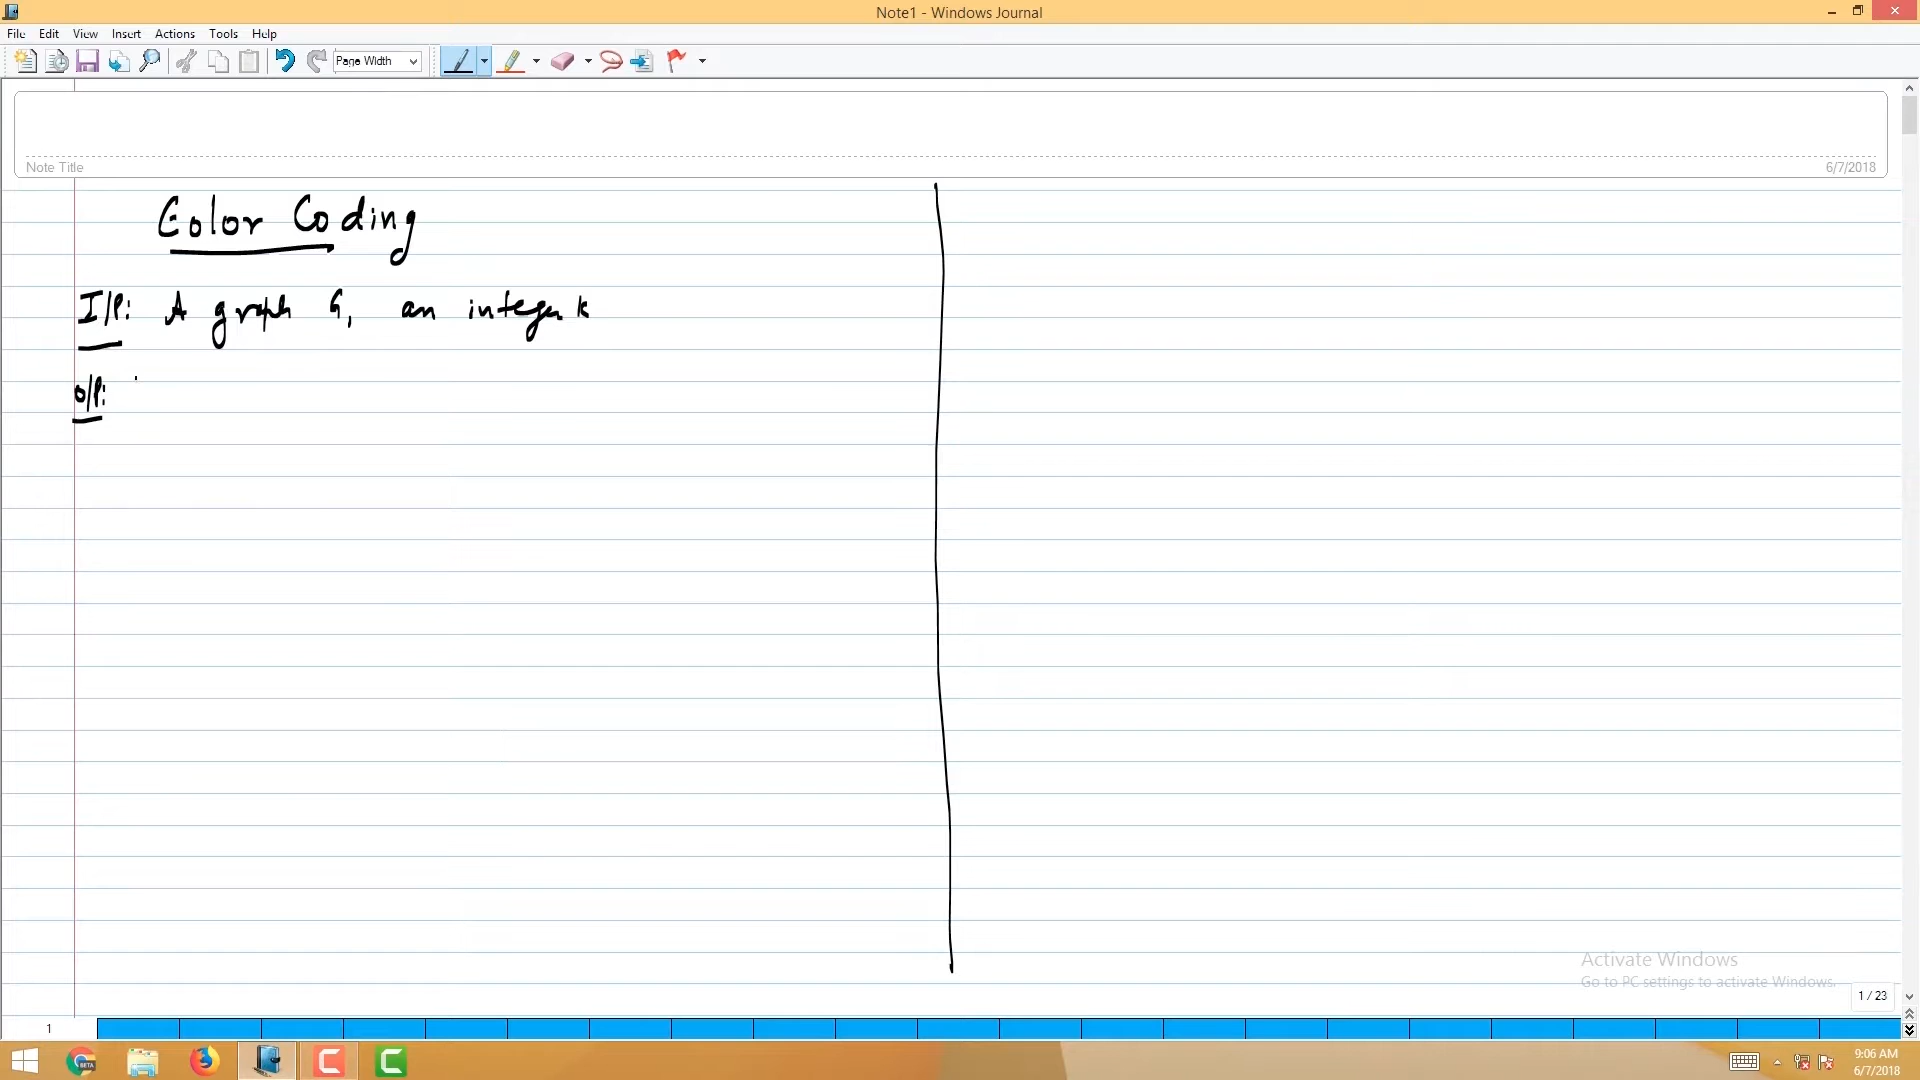 Note1 - Windows Journal
File Edit View Insert Actions Tools Help
Page Width
Note Title
6/7/2018
Color Coding
I/P: A graph G, an integer k
O/P:
Activate Windows
Go to PC settings to activate Windows.
1 / 23
1
BETA
9:06 AM
6/7/2018